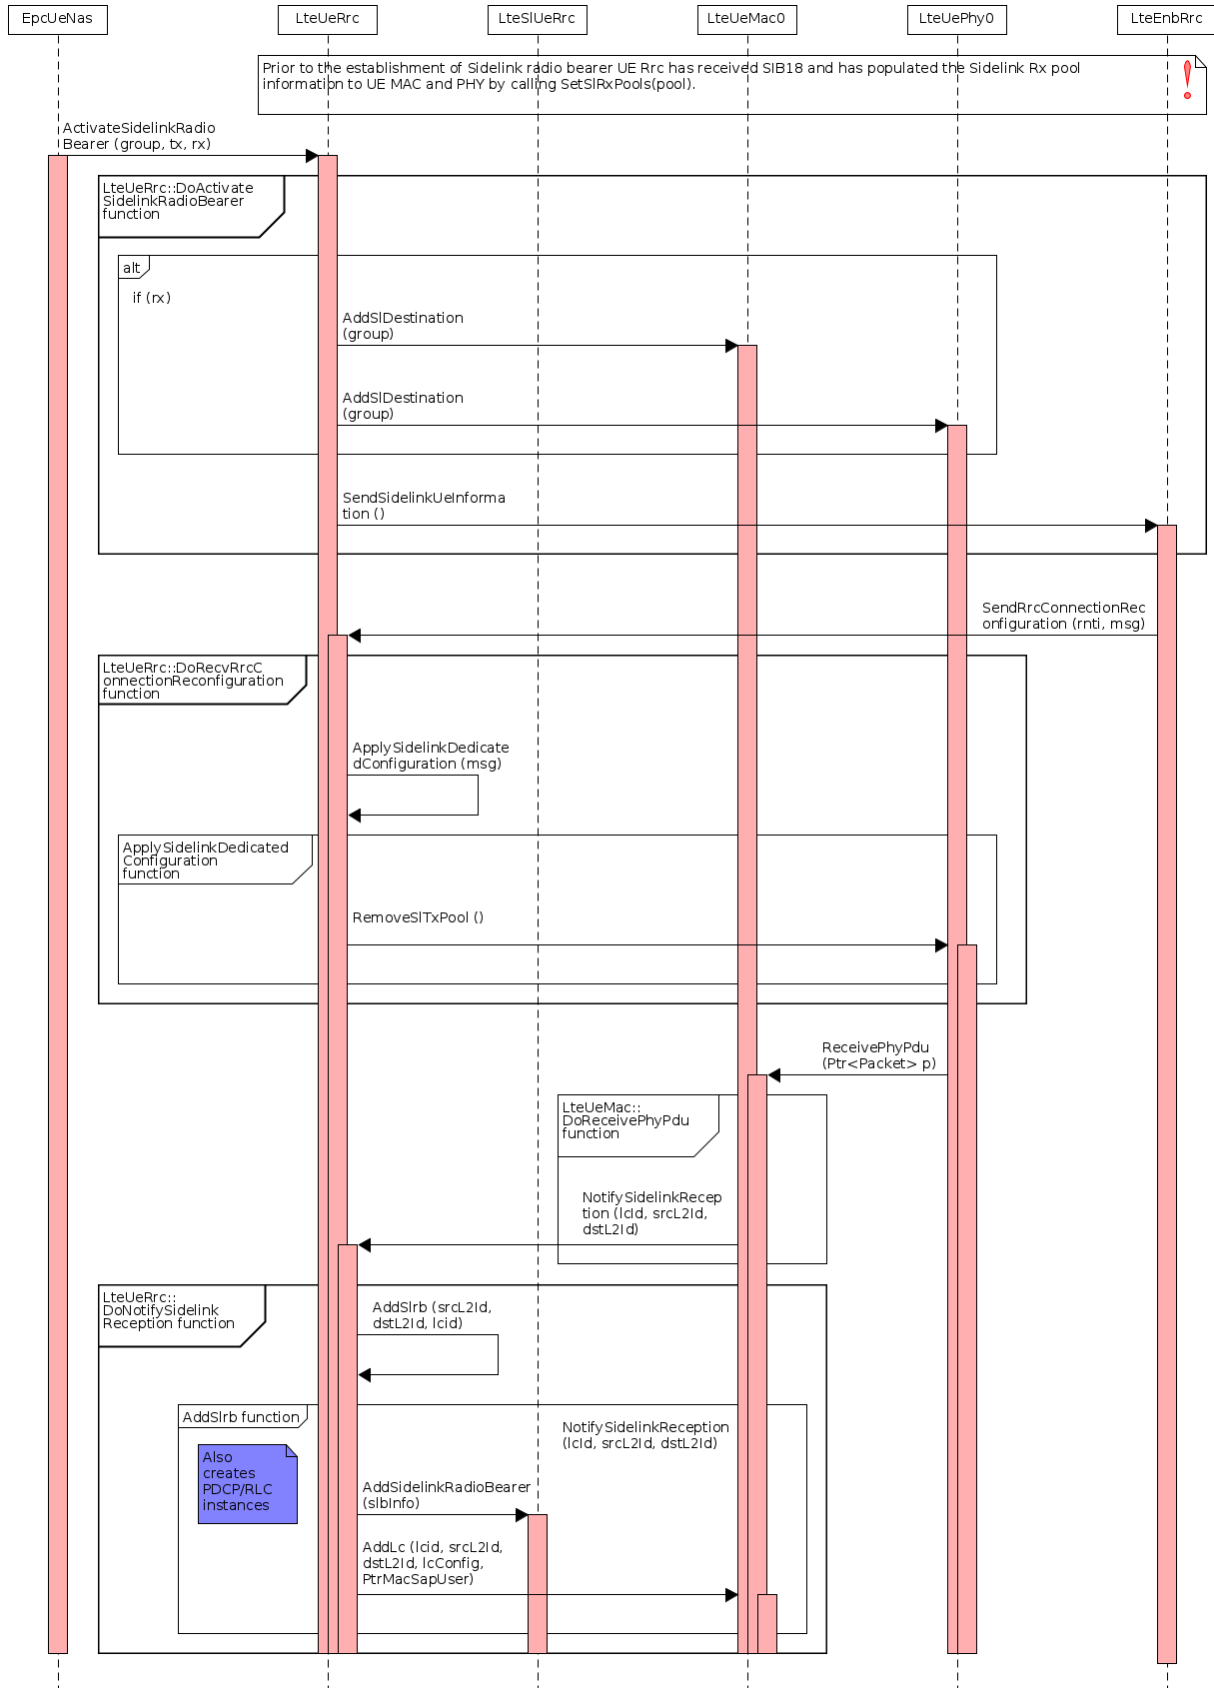 EpcUeNas
LteUeRrc
LteSlUeRrc
LteUeMac0
LteUePhy0
LteEnbRrc
Prior to the establishment of Sidelink radio bearer UE Rrc has received SIB18 and has populated the Sidelink Rx pool
information to UE MAC and PHY by calling SetSlRxPools(pool).
!
ActivateSidelinkRadio
Bearer (group, tx, rx)
LteUeRrc::DoActivate
SidelinkRadioBearer
function
alt
if (rx)
AddSlDestination
(group)
AddSlDestination
(group)
SendSidelinkUeInforma
tion ()
SendRrcConnectionRec
onfiguration (rnti, msg)
LteUeRrc::DoRecvRrcC
onnectionReconfiguration
function
ApplySidelinkDedicate
dConfiguration (msg)
ApplySidelinkDedicated
Configuration
function
RemoveSlTxPool ()
ReceivePhyPdu
(Ptr<Packet> p)
LteUeMac::
DoReceivePhyPdu
function
NotifySidelinkRecep
tion (lcId, srcL2Id,
dstL2Id)
LteUeRrc::
DoNotifySidelink
Reception function
AddSlrb (srcL2Id,
dstL2Id, lcid)
AddSlrb function
NotifySidelinkReception
(lcId, srcL2Id, dstL2Id)
Also
creates
PDCP/RLC
instances
AddSidelinkRadioBearer
(slbInfo)
AddLc (lcid, srcL2Id,
dstL2Id, lcConfig,
PtrMacSapUser)